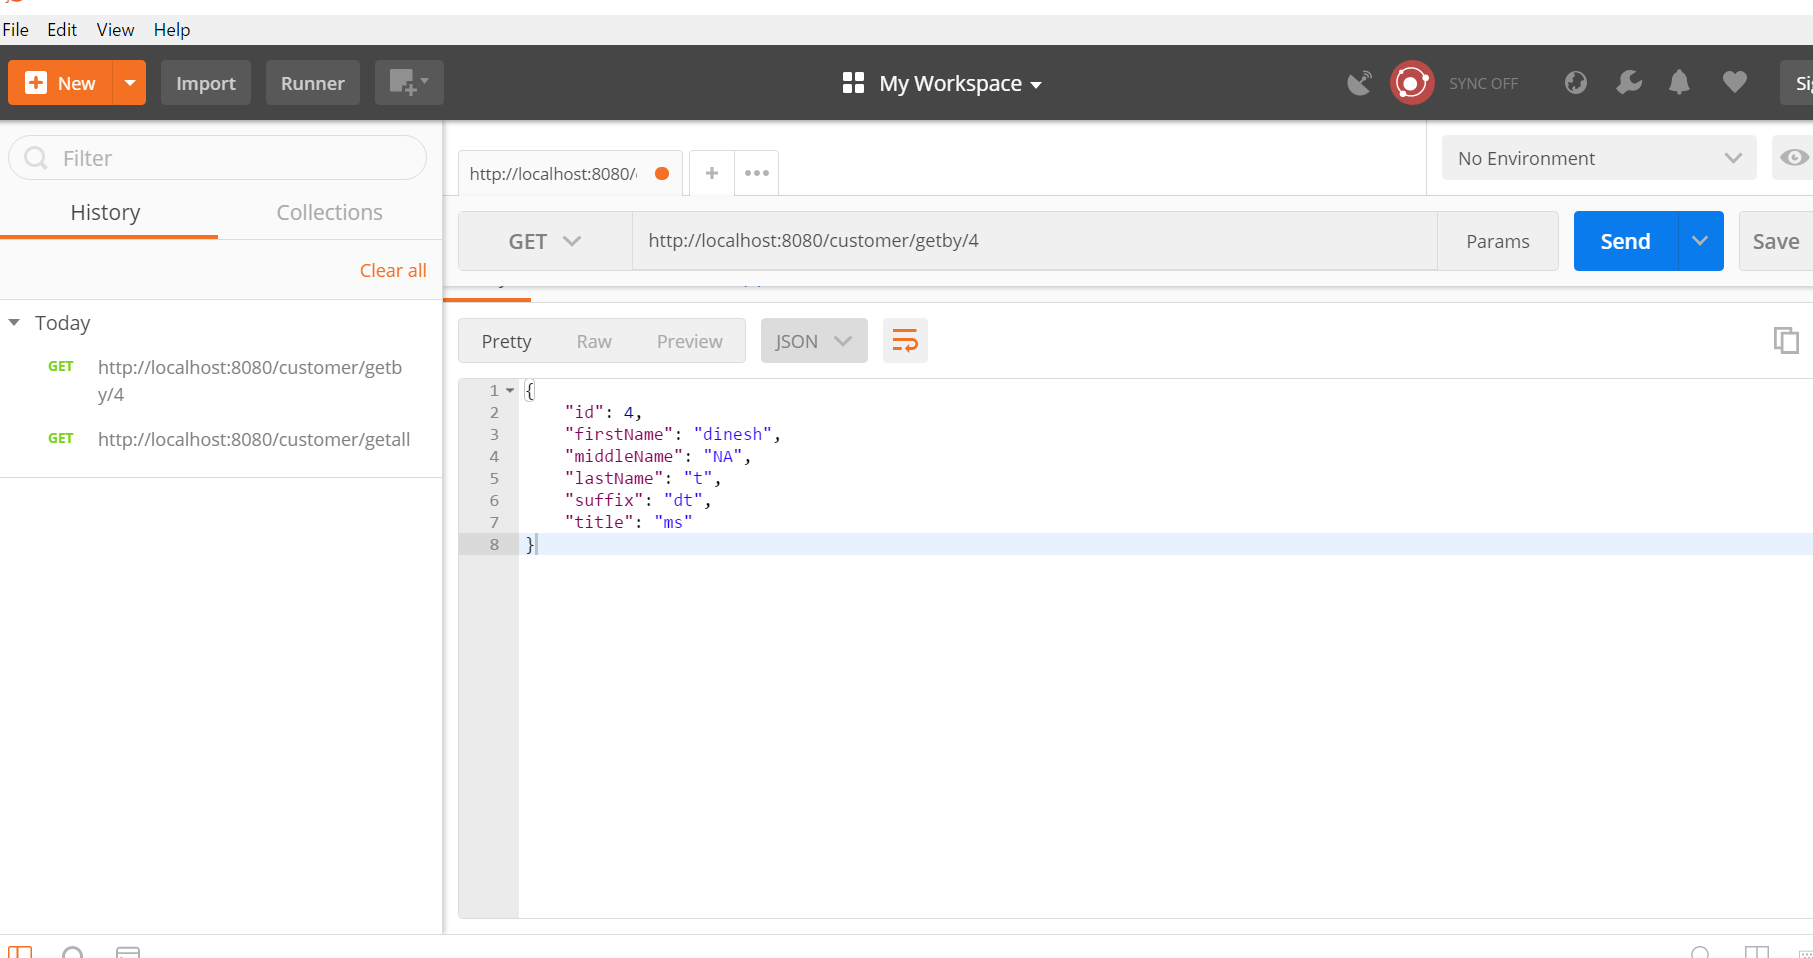 File Edit View Help
New Import Runner My Workspace SYNC OFF
Filter
History Collections
Clear all
Today
GET http://localhost:8080/customer/getb
y/4
GET http://localhost:8080/customer/getall
http://localhost:8080/ No Environment
GET http://localhost:8080/customer/getby/4 Params Send Save
Pretty Raw Preview JSON
1 {
2 "id": 4,
3 "firstName": "dinesh",
4 "middleName": "NA",
5 "lastName": "t",
6 "suffix": "dt",
7 "title": "ms"
8 }